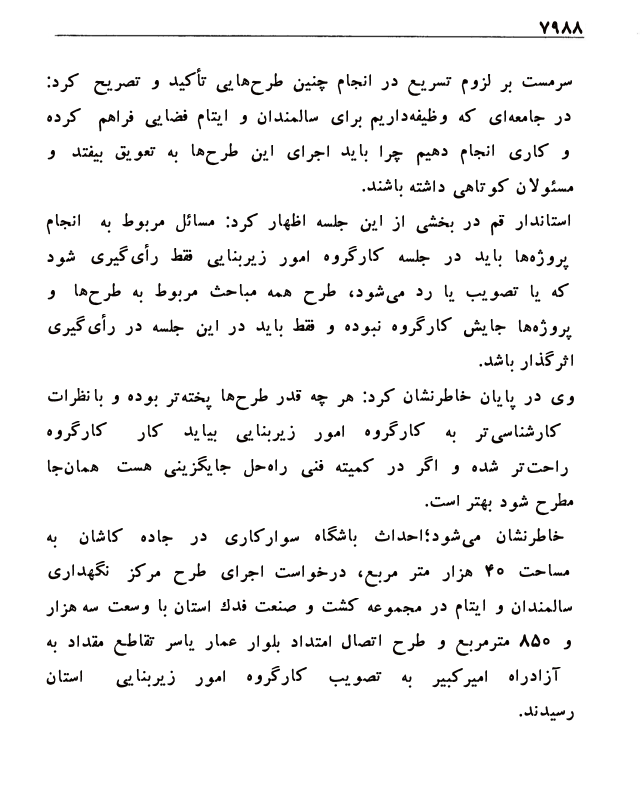 ۷۹۸۸
سرمست بر لزوم تسریع در انجام چنین طرح‌هایی تأکید و تصریح کرد:
در جامعه‌ای که وظیفه‌داریم برای سالمندان و ایتام فضایی فراهم کرده
و کاری انجام دهیم چرا باید اجرای این طرح‌ها به تعویق بیفتد و
مسئولان کوتاهی داشته باشند.
استاندار قم در بخشی از این جلسه اظهار کرد: مسائل مربوط به انجام
پروژه‌ها باید در جلسه کارگروه امور زیربنایی فقط رأی‌گیری شود
که یا تصویب یا رد می‌شود، طرح همه مباحث مربوط به طرح‌ها و
پروژه‌ها جایش کارگروه نبوده و فقط باید در این جلسه در رأی‌گیری
اثرگذار باشد.
وی در پایان خاطرنشان کرد: هر چه قدر طرح‌ها پخته‌تر بوده و بانظرات
کارشناسی‌تر به کارگروه امور زیربنایی بیاید کار کارگروه
راحت‌تر شده و اگر در کمیته فنی راه‌حل جایگزینی هست همان‌جا
مطرح شود بهتر است.
خاطرنشان می‌شود؛احداث باشگاه سوارکاری در جاده کاشان به
مساحت ۴۰ هزار متر مربع، درخواست اجرای طرح مرکز نگهداری
سالمندان و ایتام در مجموعه کشت و صنعت فدك استان با وسعت سه هزار
و ۸۵۰ مترمربع و طرح اتصال امتداد بلوار عمار یاسر تقاطع مقداد به
آزادراه امیرکبیر به تصویب کارگروه امور زیربنایی استان
رسیدند.